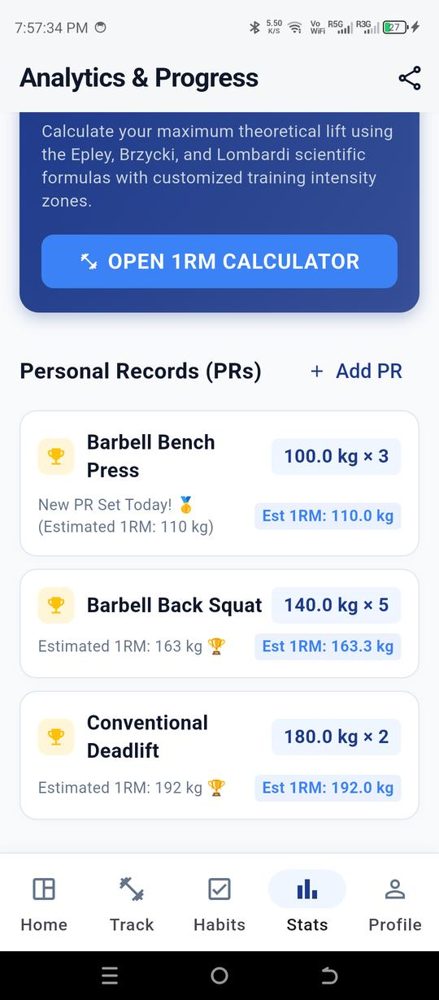 7:57:34 PM
5.50 K/S
Vo WiFi
R5G
R3G
27
Analytics & Progress
Calculate your maximum theoretical lift using
the Epley, Brzycki, and Lombardi scientific
formulas with customized training intensity
zones.
OPEN 1RM CALCULATOR
Personal Records (PRs)
+ Add PR
Barbell Bench
Press
100.0 kg × 3
New PR Set Today! 🥇
(Estimated 1RM: 110 kg)
Est 1RM: 110.0 kg
Barbell Back Squat
140.0 kg × 5
Estimated 1RM: 163 kg 🏆
Est 1RM: 163.3 kg
Conventional
Deadlift
180.0 kg × 2
Estimated 1RM: 192 kg 🏆
Est 1RM: 192.0 kg
Home
Track
Habits
Stats
Profile